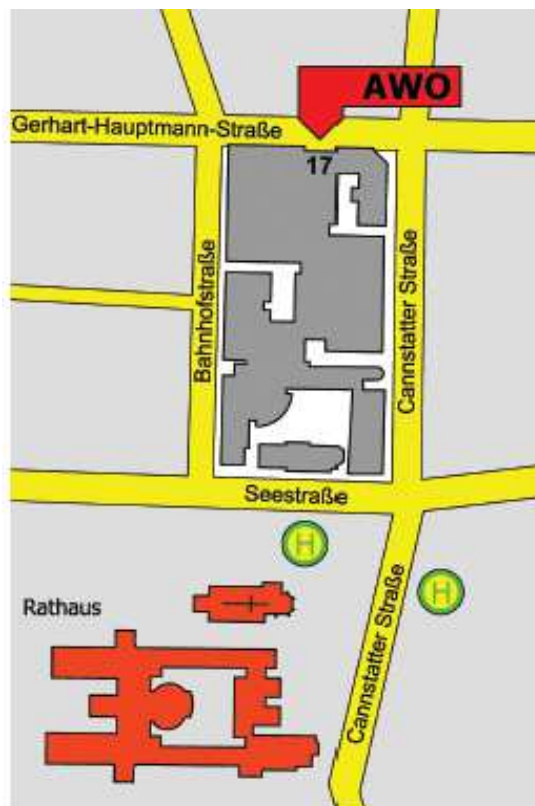 AWO
Gerhart-Hauptmann-Straße
17
Bahnhofstraße
Cannstatter Straße
Seestraße
H
H
Cannstatter Straße
Rathaus